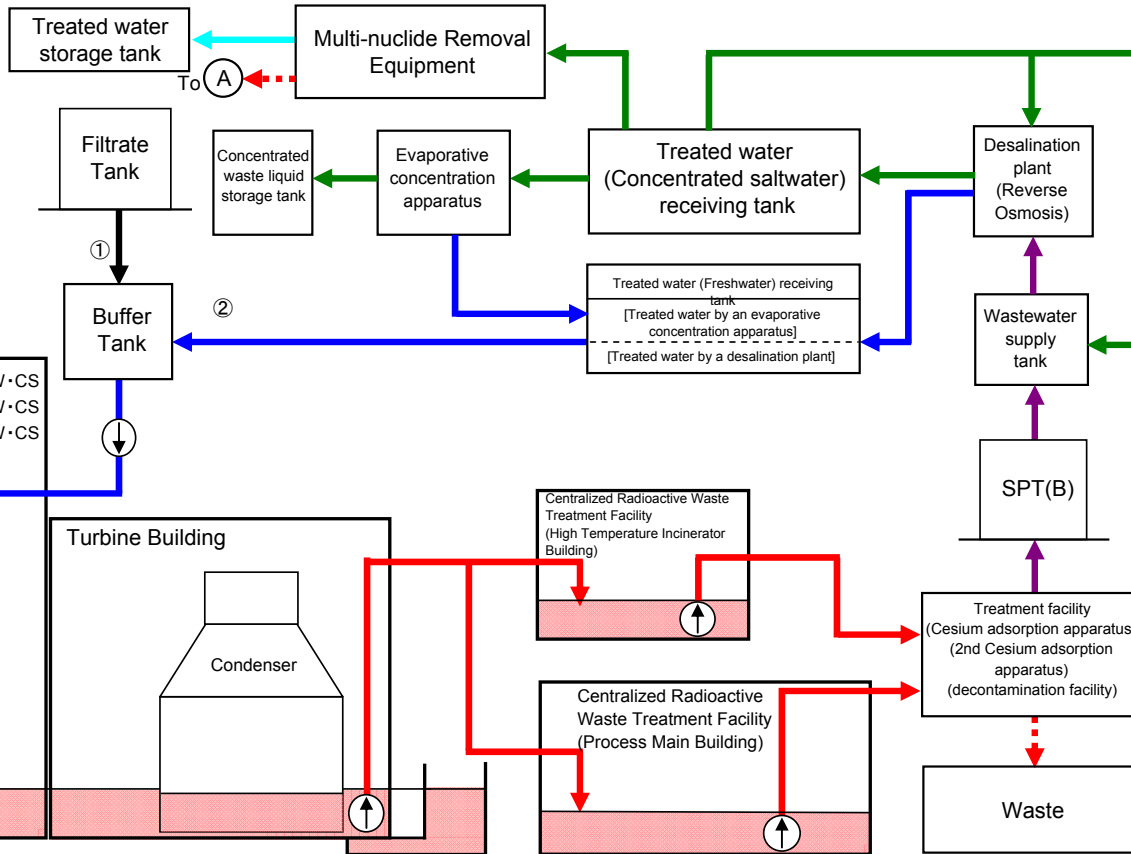 Treated water
storage tank
Multi-nuclide Removal
Equipment
To A
Filtrate
Tank
Concentrated
waste liquid
storage tank
Evaporative
concentration
apparatus
Treated water
(Concentrated saltwater)
receiving tank
Desalination
plant
(Reverse
Osmosis)
①
②
Buffer
Tank
Treated water (Freshwater) receiving
tank
[Treated water by an evaporative
concentration apparatus]
[Treated water by a desalination plant]
Wastewater
supply
tank
・CS
・CS
・CS
SPT(B)
Turbine Building
Condenser
Centralized Radioactive Waste
Treatment Facility
(High Temperature Incinerator
Building)
Centralized Radioactive
Waste Treatment Facility
(Process Main Building)
Treatment facility
(Cesium adsorption apparatus
(2nd Cesium adsorption
apparatus)
(decontamination facility)
Waste